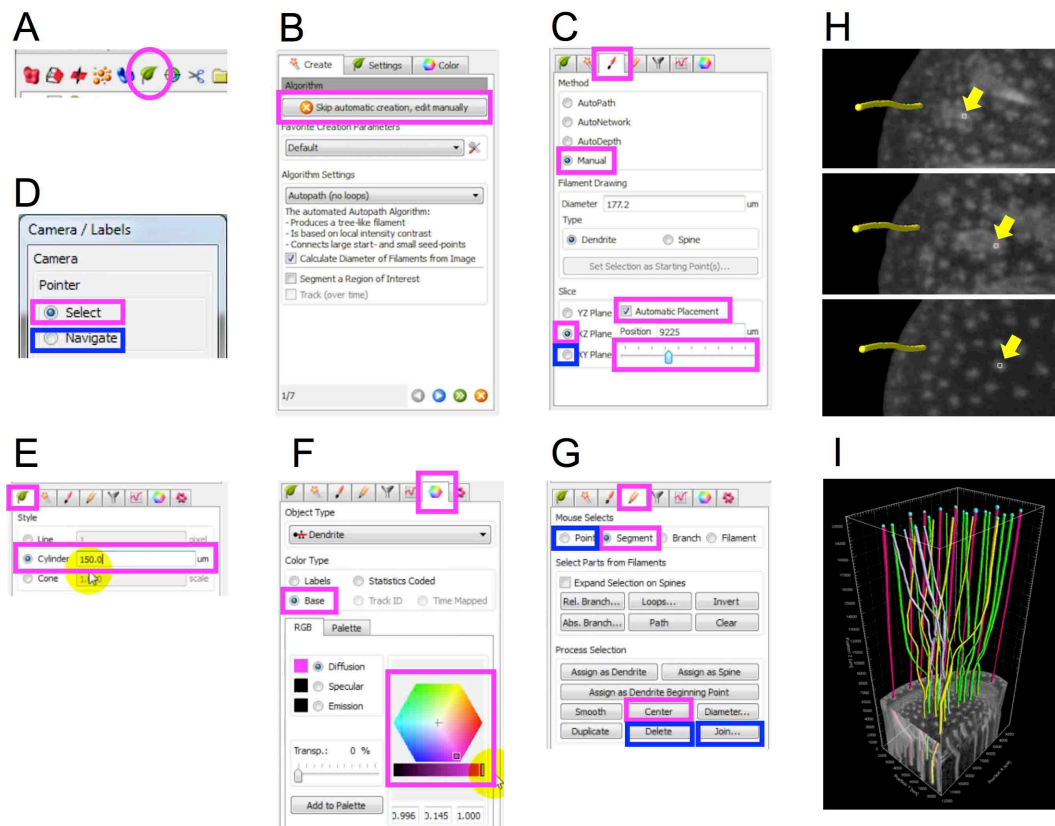 A
B
Create Settings Color
Algorithm
Skip automatic creation, edit manually
Favorite Creation Parameters
Default
Algorithm Settings
Autopath (no loops)
The automated Autopath Algorithm:
- Produces a tree-like filament
- Is based on local intensity contrast
- Connects large start- and small seed-points
Calculate Diameter of Filaments from Image
Segment a Region of Interest
Track (over time)
1/7
C
Method
AutoPath
AutoNetwork
AutoDepth
Manual
Filament Drawing
Diameter 177.2 um
Type
Dendrite Spine
Set Selection as Starting Point(s)...
Slice
YZ Plane Automatic Placement
XZ Plane Position 9225 um
XY Plane
D
Camera / Labels
Camera
Pointer
Select
Navigate
H
E
Style
Line 1 pixel
Cylinder 150.0 um
Cone scale
F
Object Type
Dendrite
Color Type
Labels Statistics Coded
Base Track ID Time Mapped
RGB Palette
Diffusion
Specular
Emission
Transp.: 0 %
Add to Palette
0.996 0.145 1.000
G
Mouse Selects
Point Segment Branch Filament
Select Parts from Filaments
Expand Selection on Spines
Rel. Branch... Loops... Invert
Abs. Branch... Path Clear
Process Selection
Assign as Dendrite Assign as Spine
Assign as Dendrite Beginning Point
Smooth Center Diameter...
Duplicate Delete Join...
I